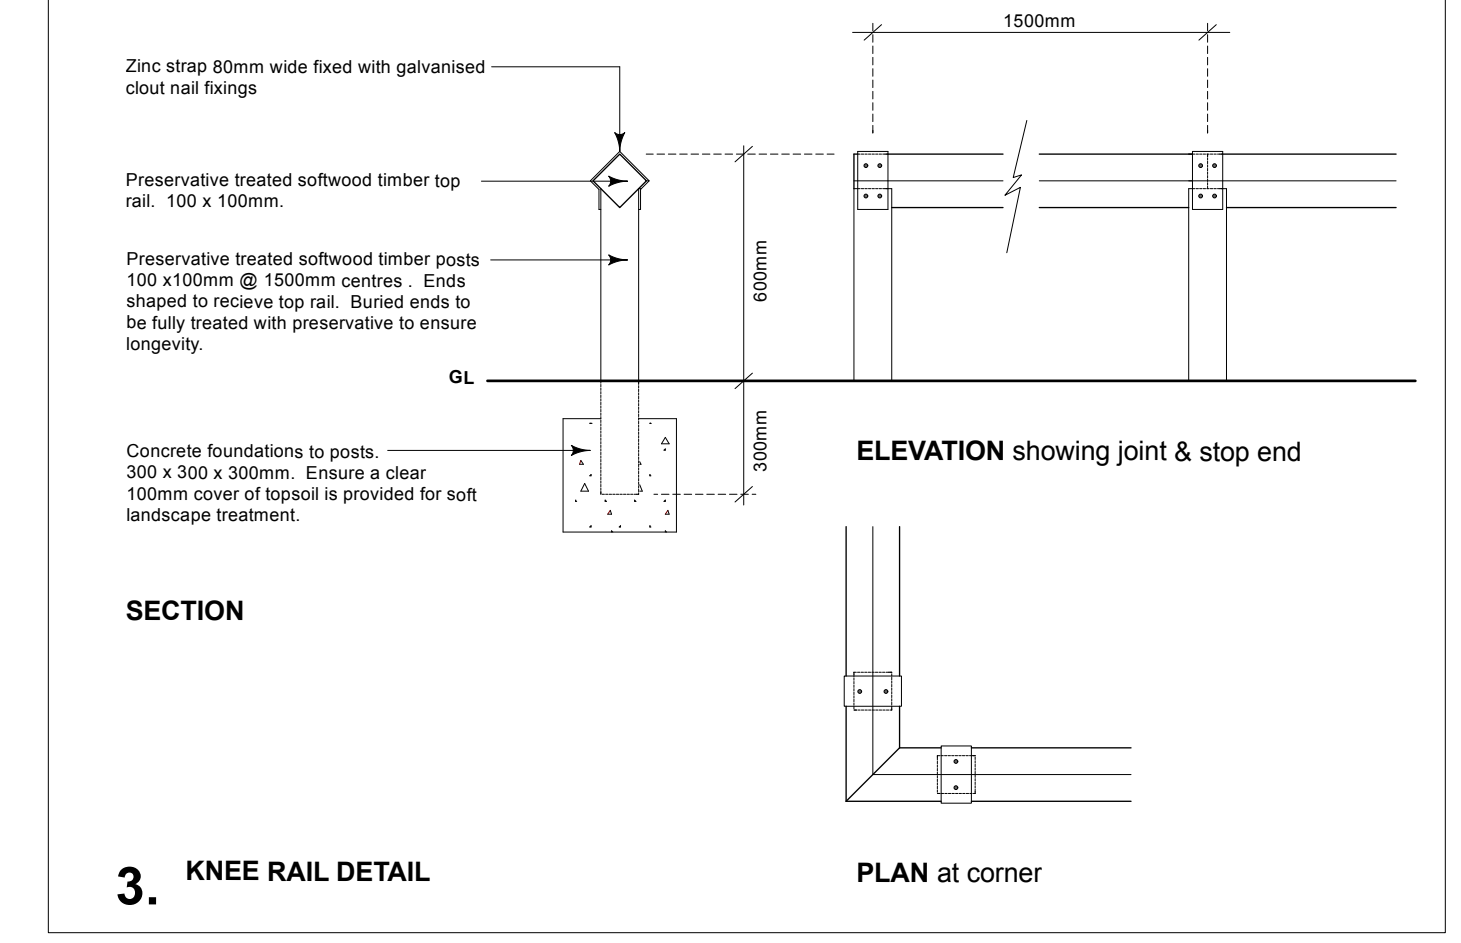 1500mm
Zinc strap 80mm wide fixed with galvanised
clout nail fixings
Preservative treated softwood timber top
rail.  100 x 100mm.
Preservative treated softwood timber posts
100 x100mm @ 1500mm centres .  Ends
shaped to recieve top rail.  Buried ends to
be fully treated with preservative to ensure
longevity.
600mm
GL
Concrete foundations to posts.
300 x 300 x 300mm.  Ensure a clear
100mm cover of topsoil is provided for soft
landscape treatment.
300mm
ELEVATION showing joint & stop end
SECTION
3.
KNEE RAIL DETAIL
PLAN at corner